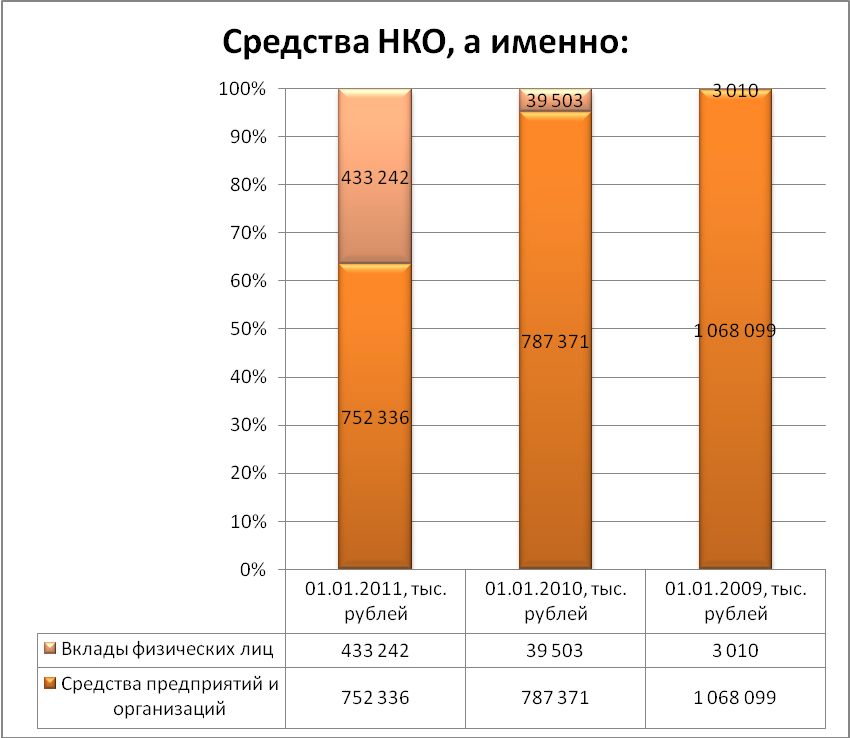 Средства НКО, а именно:
100%
90%
80%
70%
60%
50%
40%
30%
20%
10%
0%
433 242
752 336
39 503
787 371
3 010
1 068 099
01.01.2011, тыс.
рублей
01.01.2010, тыс.
рублей
01.01.2009, тыс.
рублей
Вклады физических лиц 433 242 39 503 3 010
Средства предприятий и
организаций 752 336 787 371 1 068 099